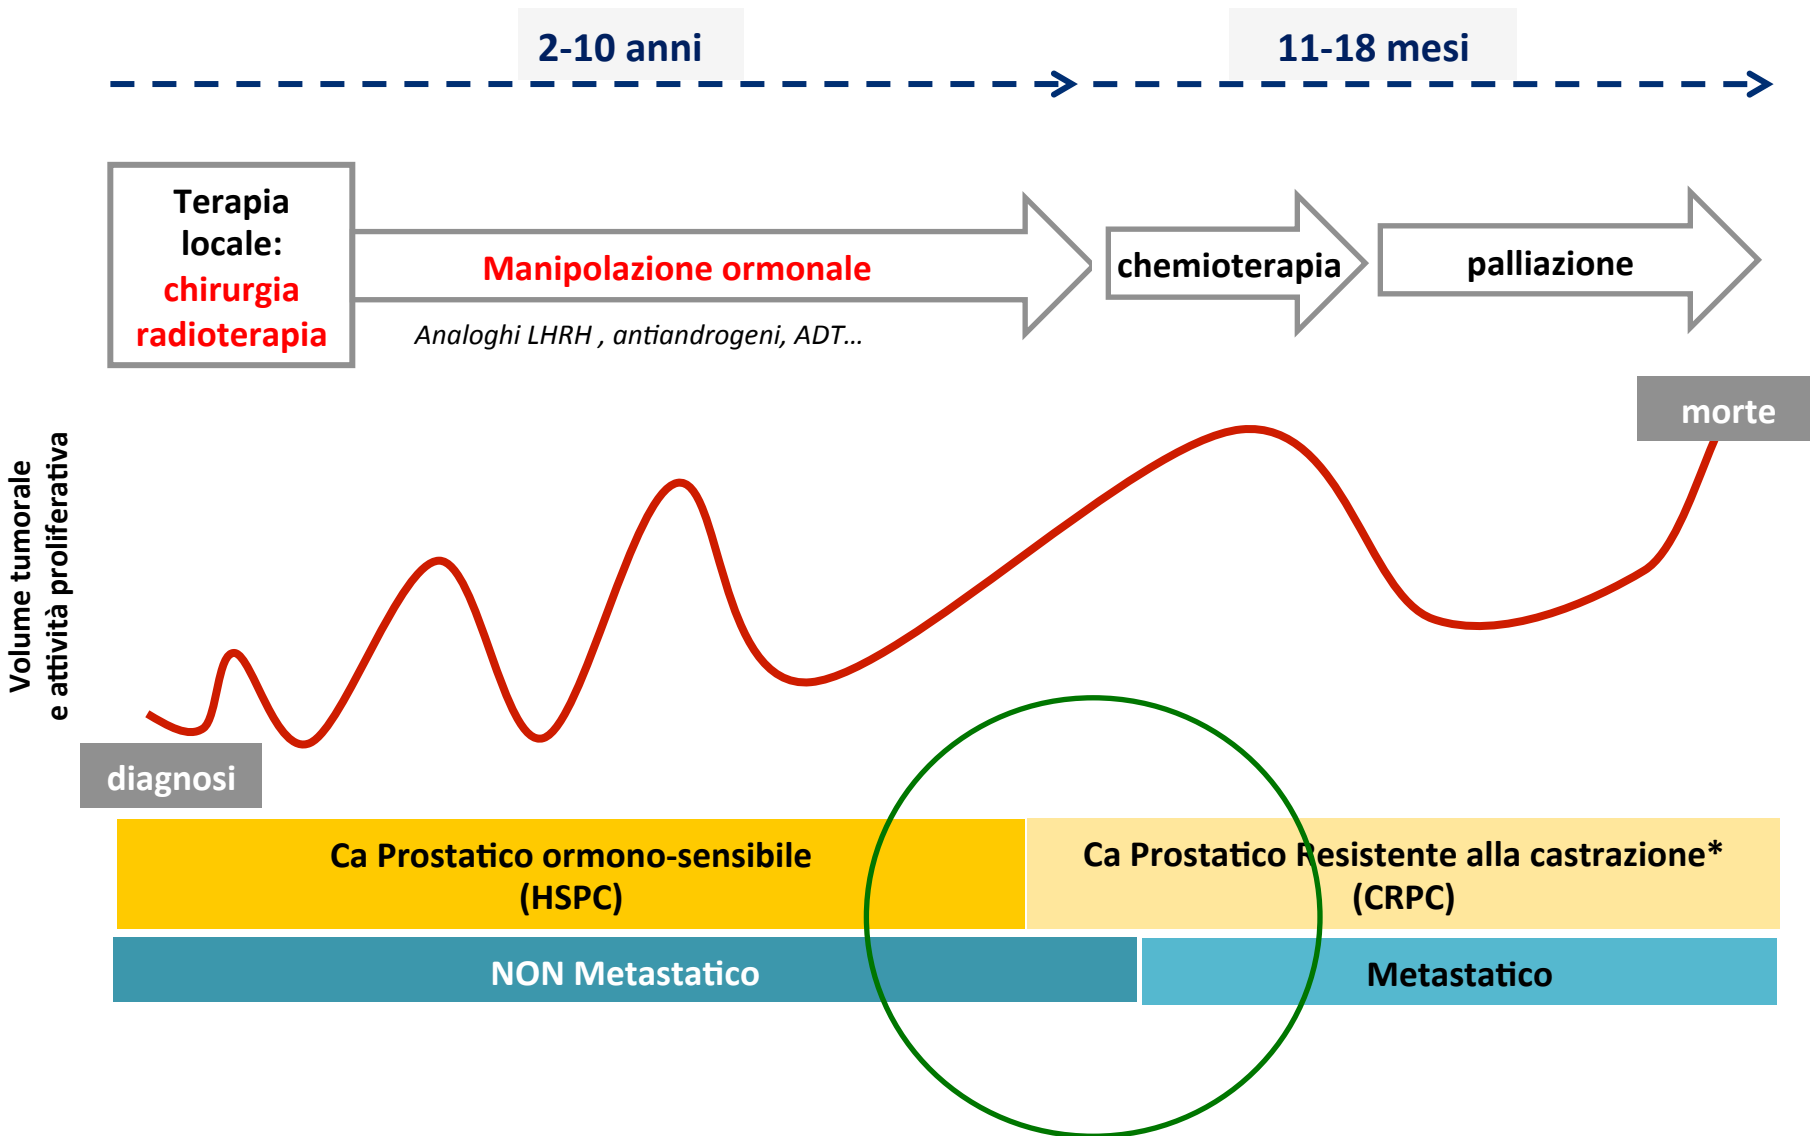 2-10 anni
11-18 mesi
Terapia
locale:
chirurgia
radioterapia
Manipolazione ormonale
Analoghi LHRH , antiandrogeni, ADT...
chemioterapia
palliazione
morte
Volume tumorale
e attività proliferativa
diagnosi
Ca Prostatico ormono-sensibile
(HSPC)
Ca Prostatico Resistente alla castrazione*
(CRPC)
NON Metastatico
Metastatico